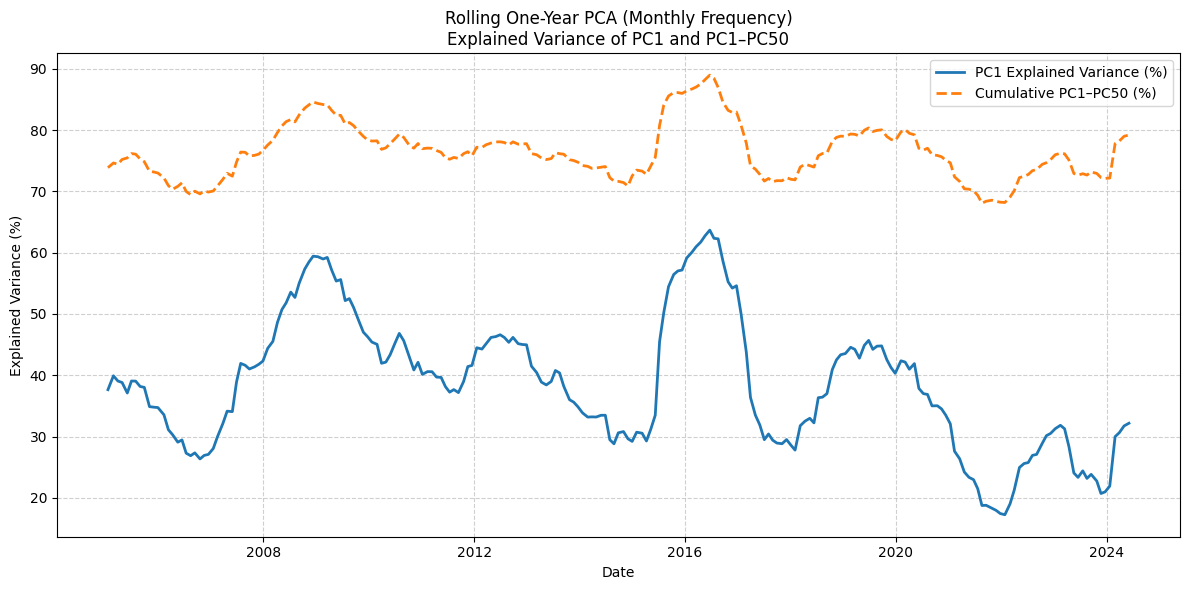 Rolling One-Year PCA (Monthly Frequency)
Explained Variance of PC1 and PC1–PC50
PC1 Explained Variance (%)
Cumulative PC1–PC50 (%)
Explained Variance (%)
90
80
70
60
50
40
30
20
2008
2012
2016
2020
2024
Date